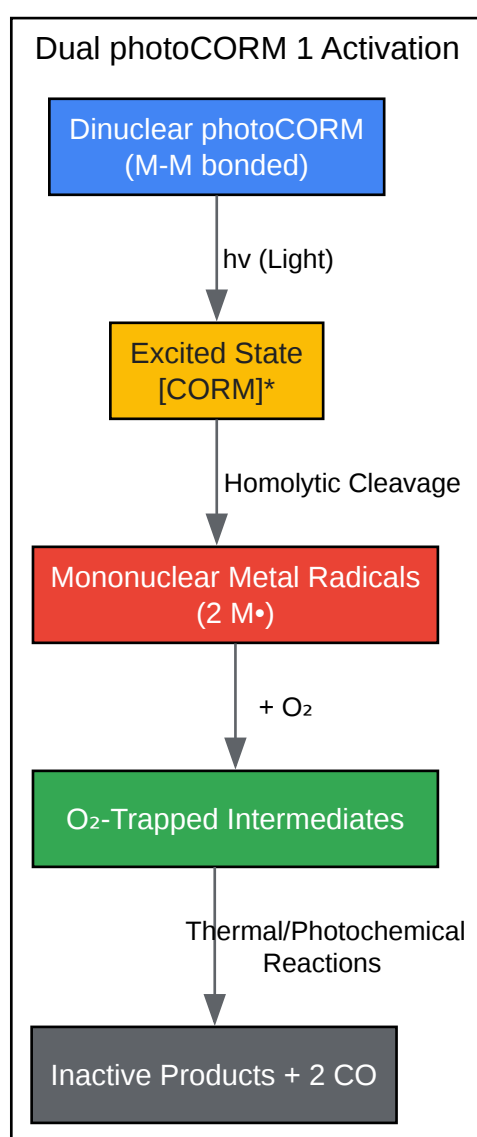 Dual photoCORM 1 Activation
Dinuclear photoCORM
(M-M bonded)
hv (Light)
Excited State
[CORM]*
Homolytic Cleavage
Mononuclear Metal Radicals
(2 M•)
+ O₂
O₂-Trapped Intermediates
Thermal/Photochemical
Reactions
Inactive Products + 2 CO